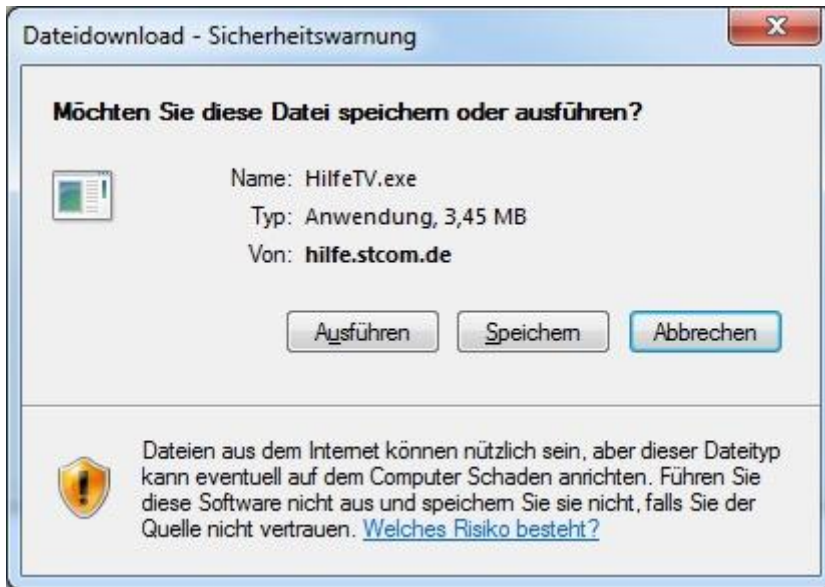 Dateidownload - Sicherheitswarnung
Möchten Sie diese Datei speichern oder ausführen?
Name: HilfeTV.exe
Typ: Anwendung, 3,45 MB
Von: hilfe.stcom.de
Ausführen Speichern Abbrechen
Dateien aus dem Internet können nützlich sein, aber dieser Dateityp
kann eventuell auf dem Computer Schaden anrichten. Führen Sie
diese Software nicht aus und speichern Sie sie nicht, falls Sie der
Quelle nicht vertrauen. Welches Risiko besteht?